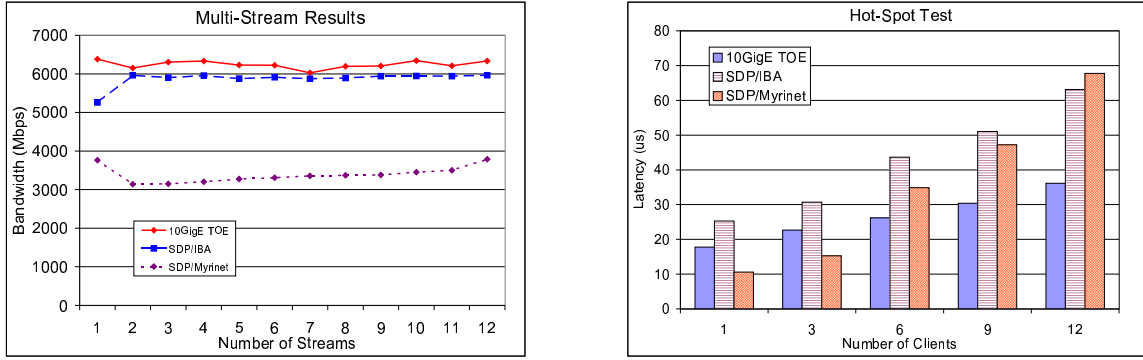 Multi-Stream Results
7000
6000
5000
4000
3000
2000
1000
0
Bandwidth (Mbps)
10GigE TOE
SDP/IBA
SDP/Myrinet
1 2 3 4 5 6 7 8 9 10 11 12
Number of Streams
Hot-Spot Test
80
70
60
50
40
30
20
10
0
Latency (us)
10GigE TOE
SDP/IBA
SDP/Myrinet
1 3 6 9 12
Number of Clients